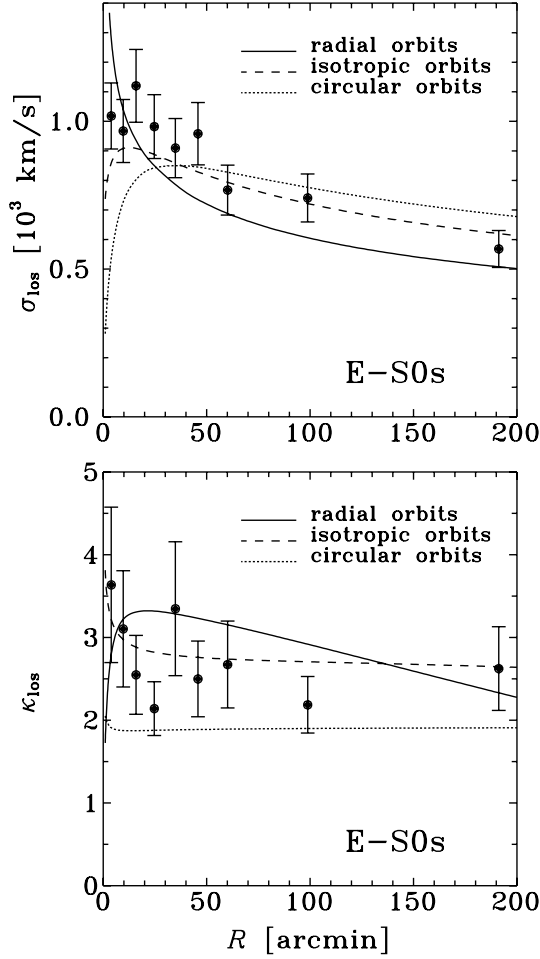 radial orbits
isotropic orbits
circular orbits
1.0
0.5
0.0
σlos [10³ km/s]
E−S0s
0 50 100 150 200
5
4
3
2
1
0
radial orbits
isotropic orbits
circular orbits
κlos
E−S0s
0 50 100 150 200
R [arcmin]